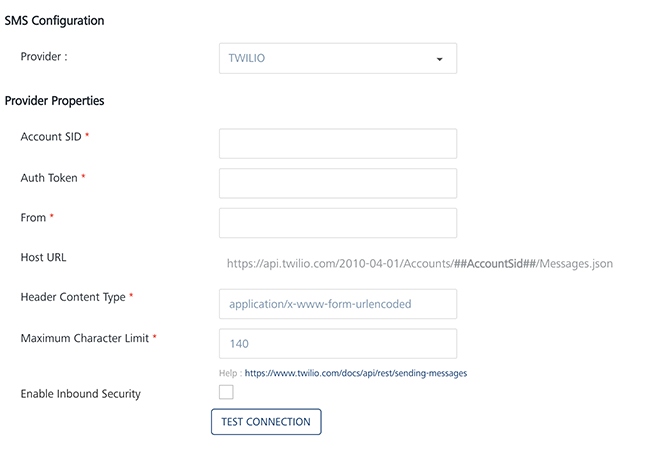 SMS Configuration
Provider : TWILIO
Provider Properties
Account SID *
Auth Token *
From *
Host URL https://api.twilio.com/2010-04-01/Accounts/##AccountSid##/Messages.json
Header Content Type * application/x-www-form-urlencoded
Maximum Character Limit * 140
Help : https://www.twilio.com/docs/api/rest/sending-messages
Enable Inbound Security
TEST CONNECTION